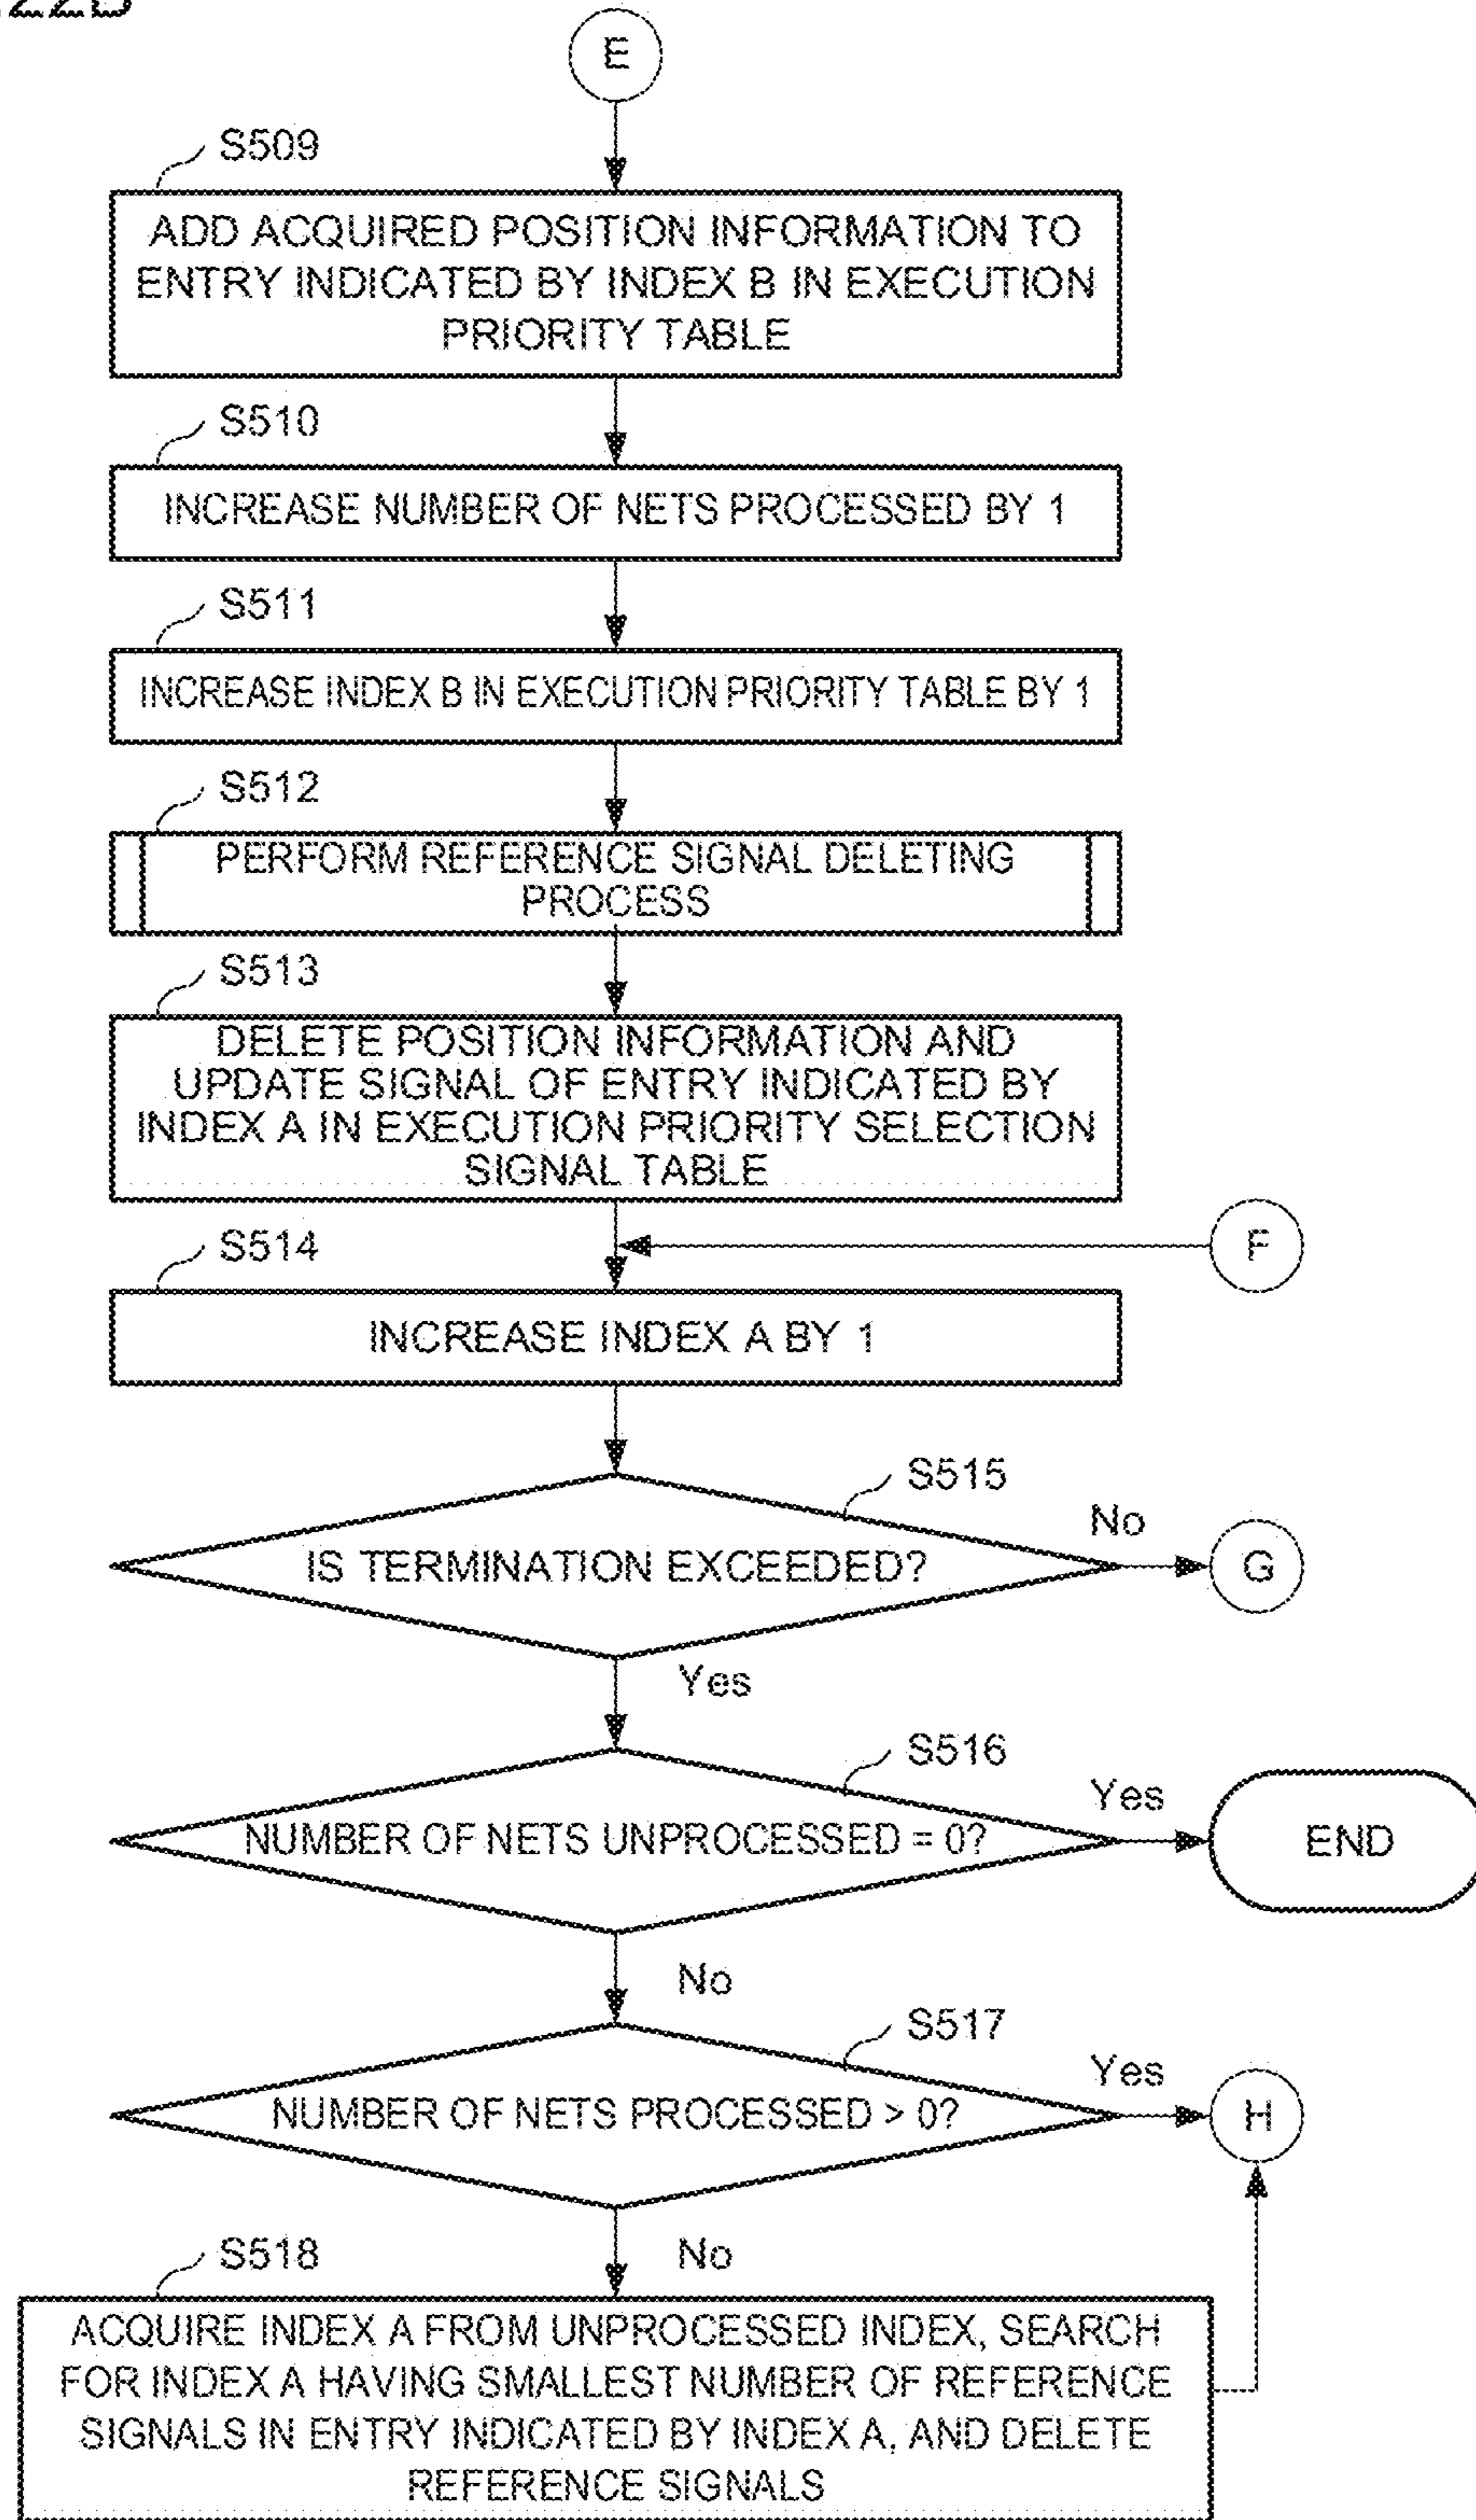 E
S509
ADD ACQUIRED POSITION INFORMATION TO
ENTRY INDICATED BY INDEX B IN EXECUTION
PRIORITY TABLE
S510
INCREASE NUMBER OF NETS PROCESSED BY 1
S511
INCREASE INDEX B IN EXECUTION PRIORITY TABLE BY 1
S512
PERFORM REFERENCE SIGNAL DELETING
PROCESS
S513
DELETE POSITION INFORMATION AND
UPDATE SIGNAL OF ENTRY INDICATED BY
INDEX A IN EXECUTION PRIORITY SELECTION
SIGNAL TABLE
F
S514
INCREASE INDEX A BY 1
S515
No
IS TERMINATION EXCEEDED?
G
Yes
S516
Yes
NUMBER OF NETS UNPROCESSED = 0?
END
No
S517
Yes
NUMBER OF NETS PROCESSED > 0?
H
S518
No
ACQUIRE INDEX A FROM UNPROCESSED INDEX, SEARCH
FOR INDEX A HAVING SMALLEST NUMBER OF REFERENCE
SIGNALS IN ENTRY INDICATED BY INDEX A, AND DELETE
REFERENCE SIGNALS